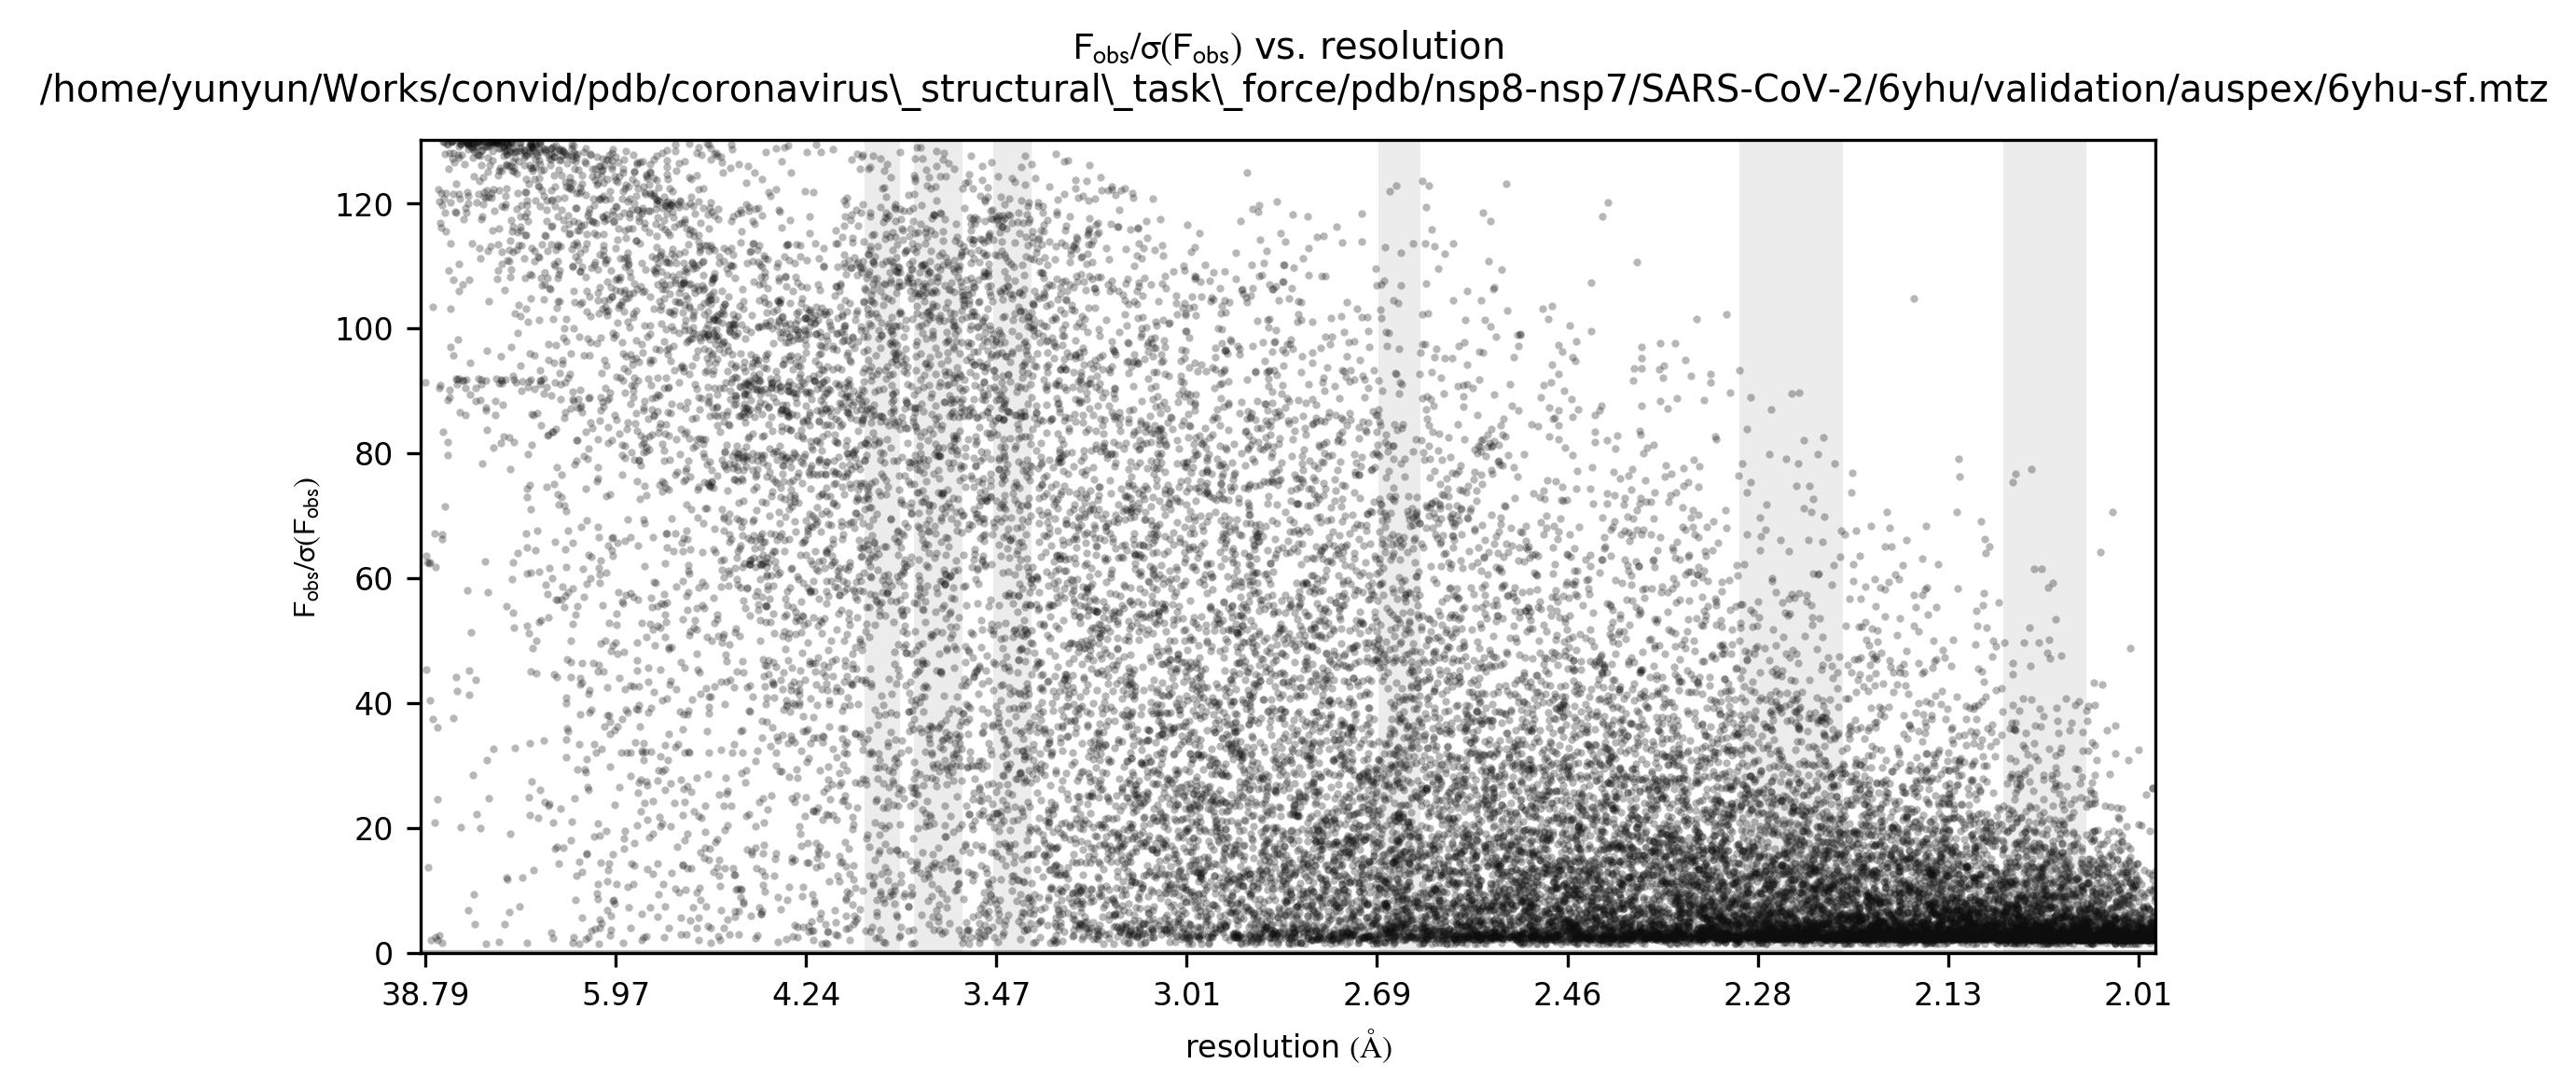 Fobs/σ(Fobs) vs. resolution
/home/yunyun/Works/convid/pdb/coronavirus\_structural\_task\_force/pdb/nsp8-nsp7/SARS-CoV-2/6yhu/validation/auspex/6yhu-sf.mtz
Fobs/σ(Fobs)
120
100
80
60
40
20
0
38.79 5.97 4.24 3.47 3.01 2.69 2.46 2.28 2.13 2.01
resolution (Å)